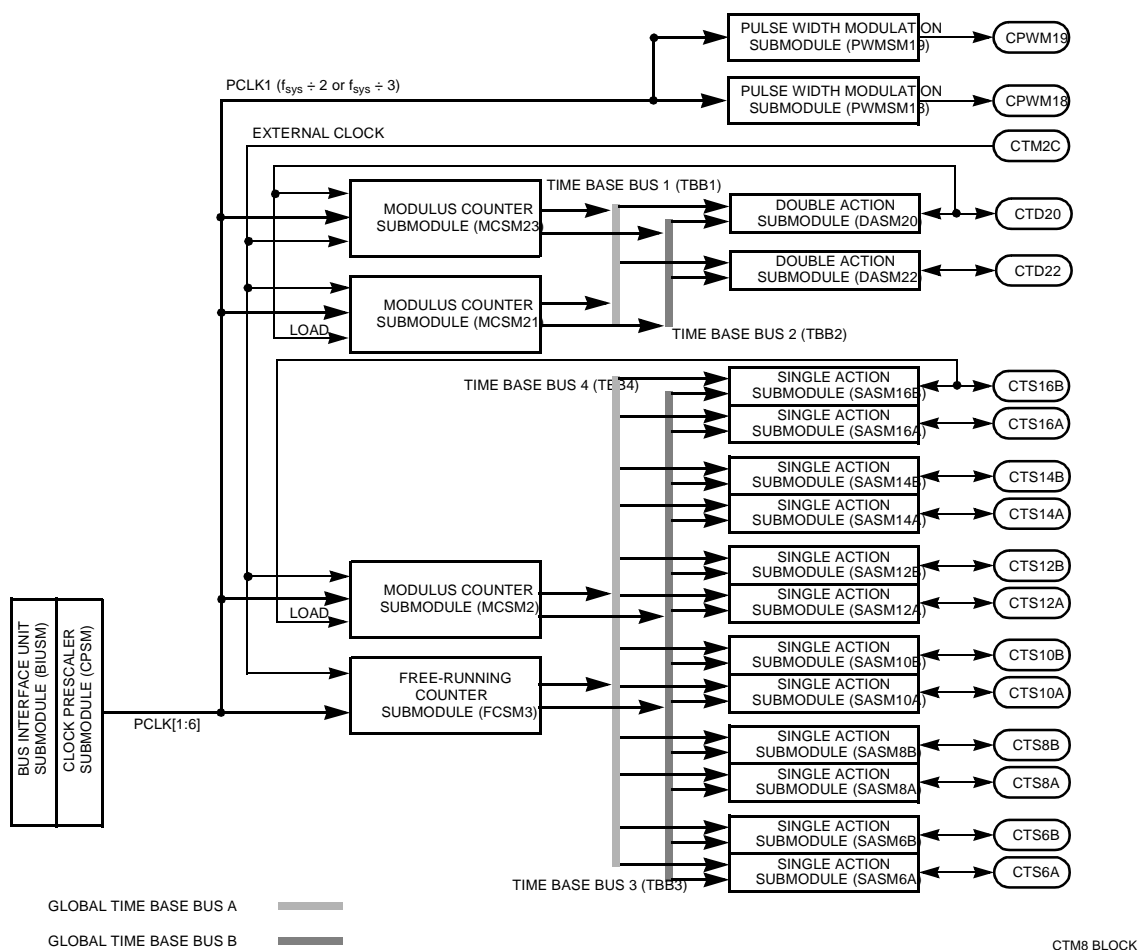 PULSE WIDTH MODULATION
SUBMODULE (PWMSM19)
CPWM19
PCLK1 (fsys ÷ 2 or fsys ÷ 3)
PULSE WIDTH MODULATION
SUBMODULE (PWMSM18)
CPWM18
EXTERNAL CLOCK
CTM2C
TIME BASE BUS 1 (TBB1)
MODULUS COUNTER
SUBMODULE (MCSM23)
DOUBLE ACTION
SUBMODULE (DASM20)
CTD20
DOUBLE ACTION
SUBMODULE (DASM22)
CTD22
MODULUS COUNTER
SUBMODULE (MCSM21)
LOAD
TIME BASE BUS 2 (TBB2)
TIME BASE BUS 4 (TBB4)
SINGLE ACTION
SUBMODULE (SASM16B)
CTS16B
SINGLE ACTION
SUBMODULE (SASM16A)
CTS16A
SINGLE ACTION
SUBMODULE (SASM14B)
CTS14B
SINGLE ACTION
SUBMODULE (SASM14A)
CTS14A
SINGLE ACTION
SUBMODULE (SASM12B)
CTS12B
SINGLE ACTION
SUBMODULE (SASM12A)
CTS12A
MODULUS COUNTER
SUBMODULE (MCSM2)
LOAD
BUS INTERFACE UNIT
SUBMODULE (BIUSM)
CLOCK PRESCALER
SUBMODULE (CPSM)
PCLK[1:6]
FREE-RUNNING
COUNTER
SUBMODULE (FCSM3)
SINGLE ACTION
SUBMODULE (SASM10B)
CTS10B
SINGLE ACTION
SUBMODULE (SASM10A)
CTS10A
SINGLE ACTION
SUBMODULE (SASM8B)
CTS8B
SINGLE ACTION
SUBMODULE (SASM8A)
CTS8A
SINGLE ACTION
SUBMODULE (SASM6B)
CTS6B
SINGLE ACTION
SUBMODULE (SASM6A)
CTS6A
TIME BASE BUS 3 (TBB3)
GLOBAL TIME BASE BUS A
GLOBAL TIME BASE BUS B
CTM8 BLOCK